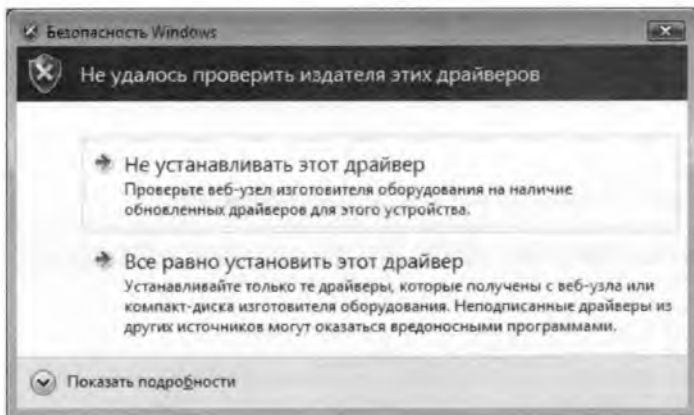 Безопасность Windows
Не удалось проверить издателя этих драйверов
Не устанавливать этот драйвер
Проверьте веб-узел изготовителя оборудования на наличие
обновленных драйверов для этого устройства.
Все равно установить этот драйвер
Устанавливайте только те драйверы, которые получены с веб-узла или
компакт-диска изготовителя оборудования. Неподписанные драйверы из
других источников могут оказаться вредоносными программами.
Показать подробности